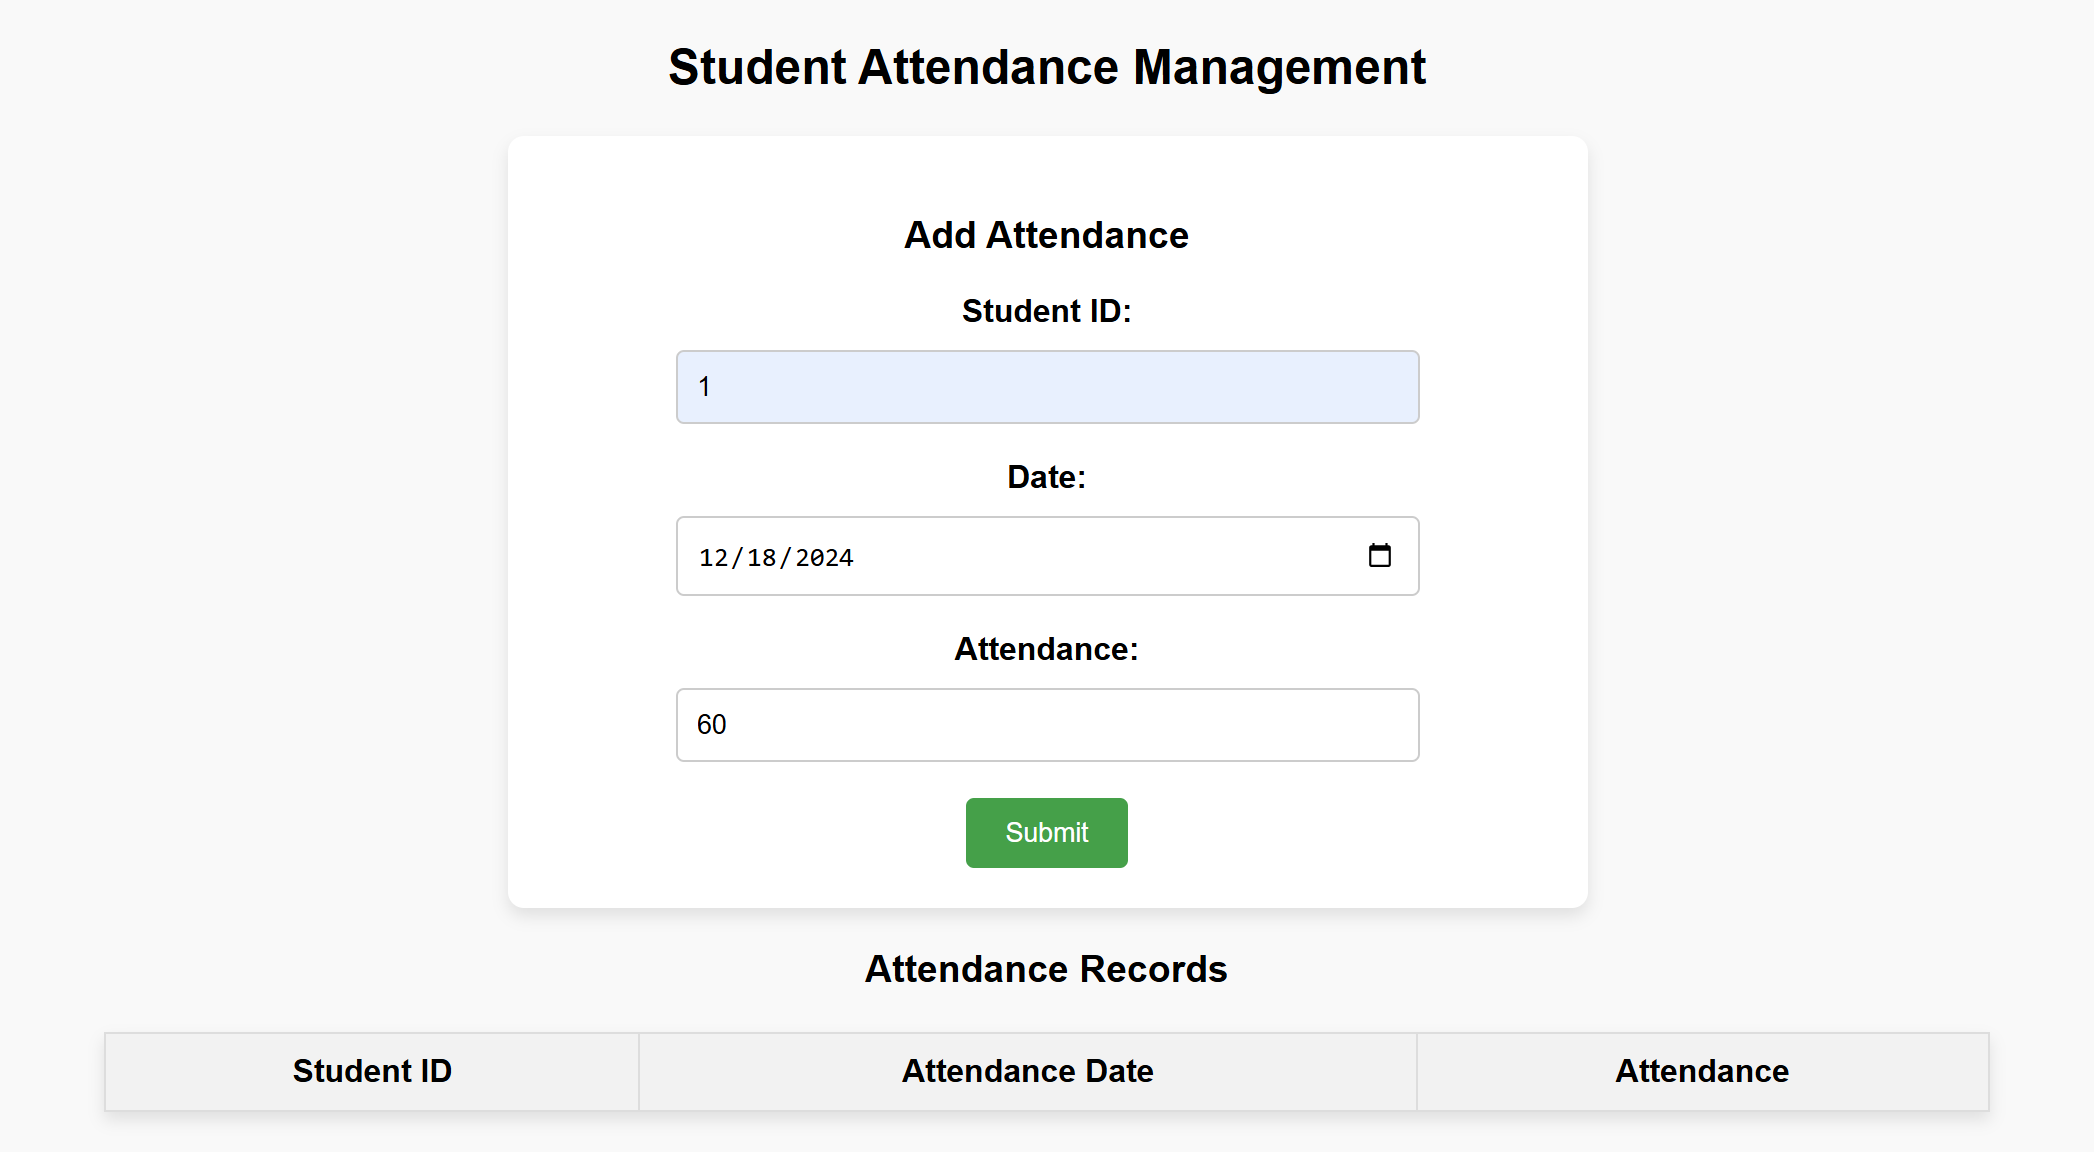 Student Attendance Management
Add Attendance
Student ID:
1
Date:
12/18/2024
Attendance:
60
Submit
Attendance Records
Student ID Attendance Date Attendance